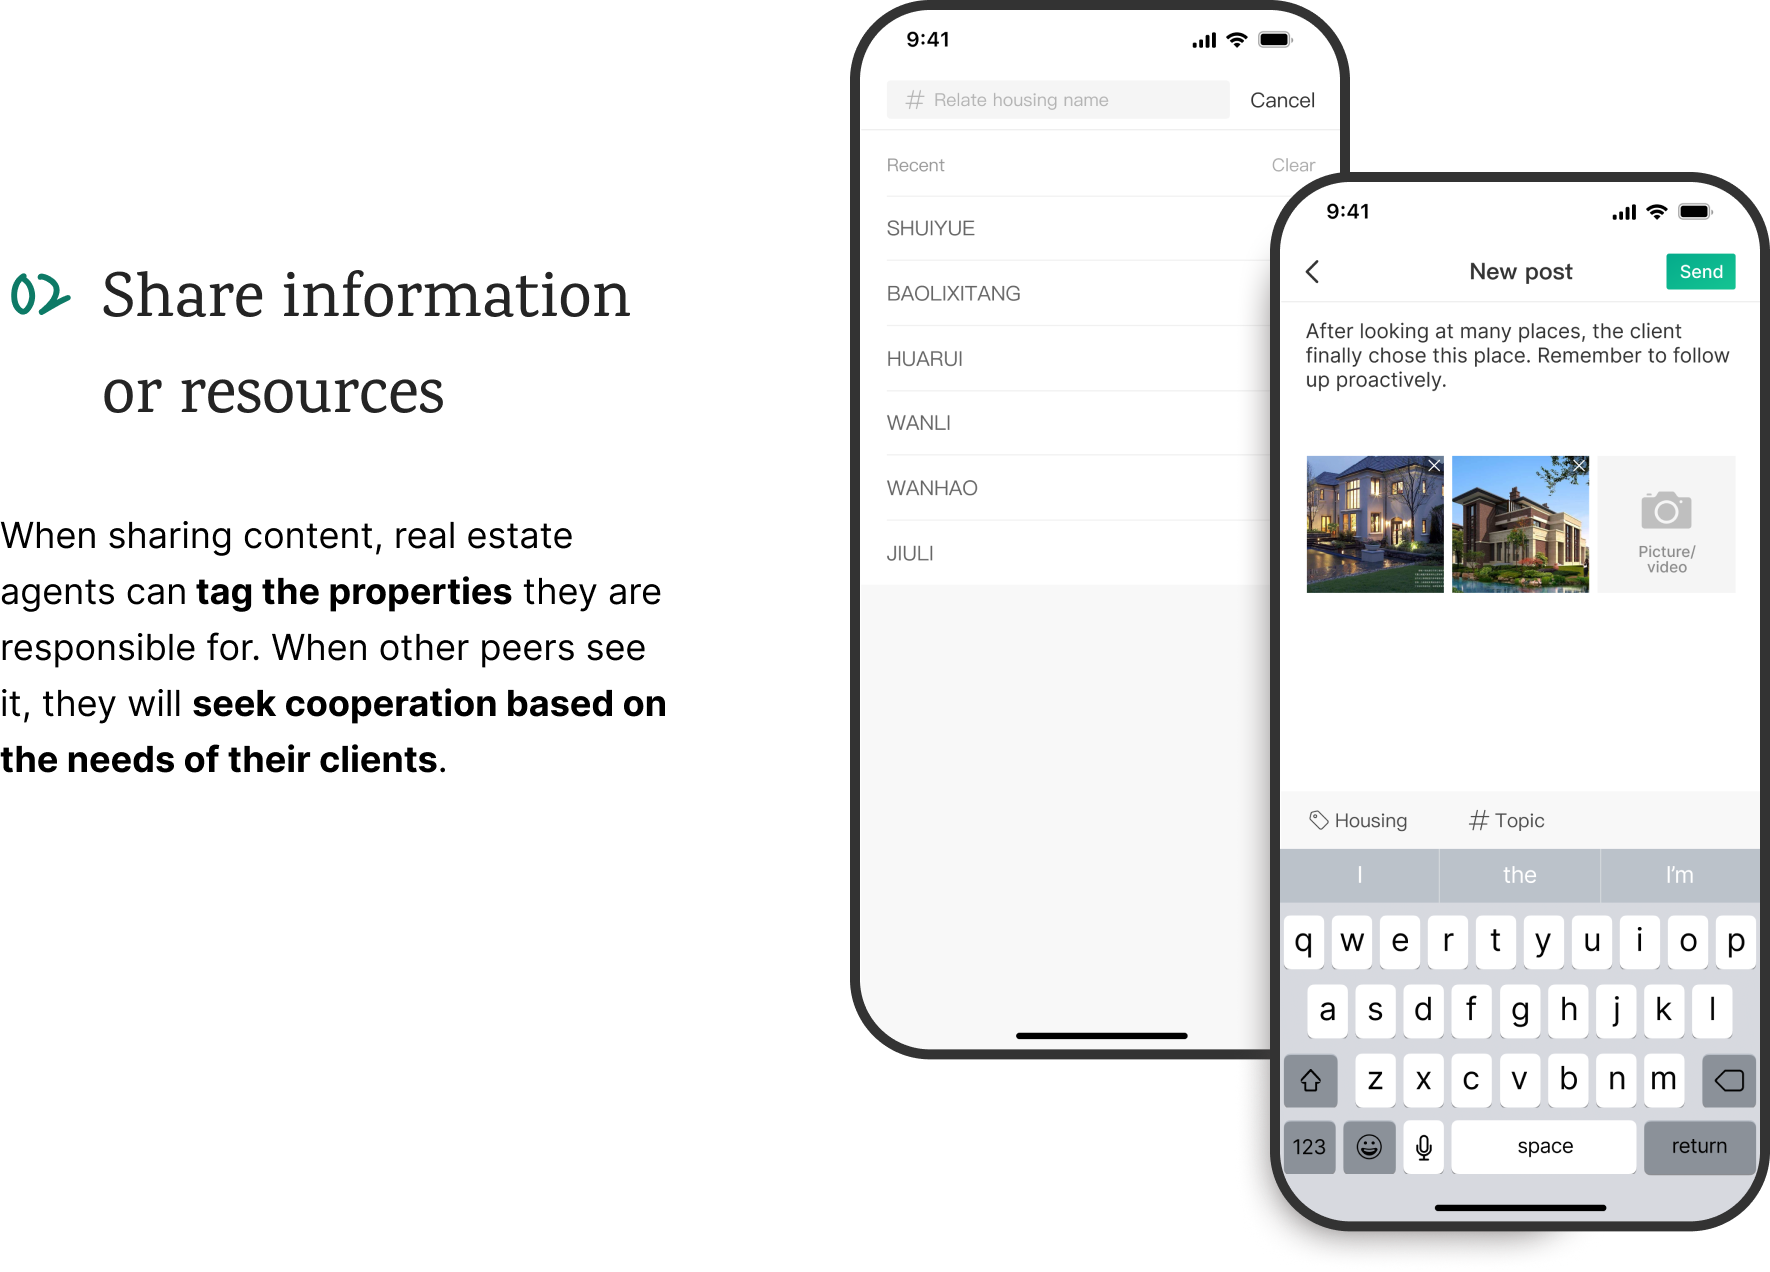 02 Share information
or resources
When sharing content, real estate
agents can tag the properties they are
responsible for. When other peers see
it, they will seek cooperation based on
the needs of their clients.
9:41
# Relate housing name
Cancel
Recent
Clear
SHUIYUE
BAOLIXITANG
HUARUI
WANLI
WANHAO
JIULI
9:41
New post
Send
After looking at many places, the client
finally chose this place. Remember to follow
up proactively.
Picture/
video
Housing
# Topic
I the I'm
q w e r t y u i o p
a s d f g h j k l
z x c v b n m
123 space return